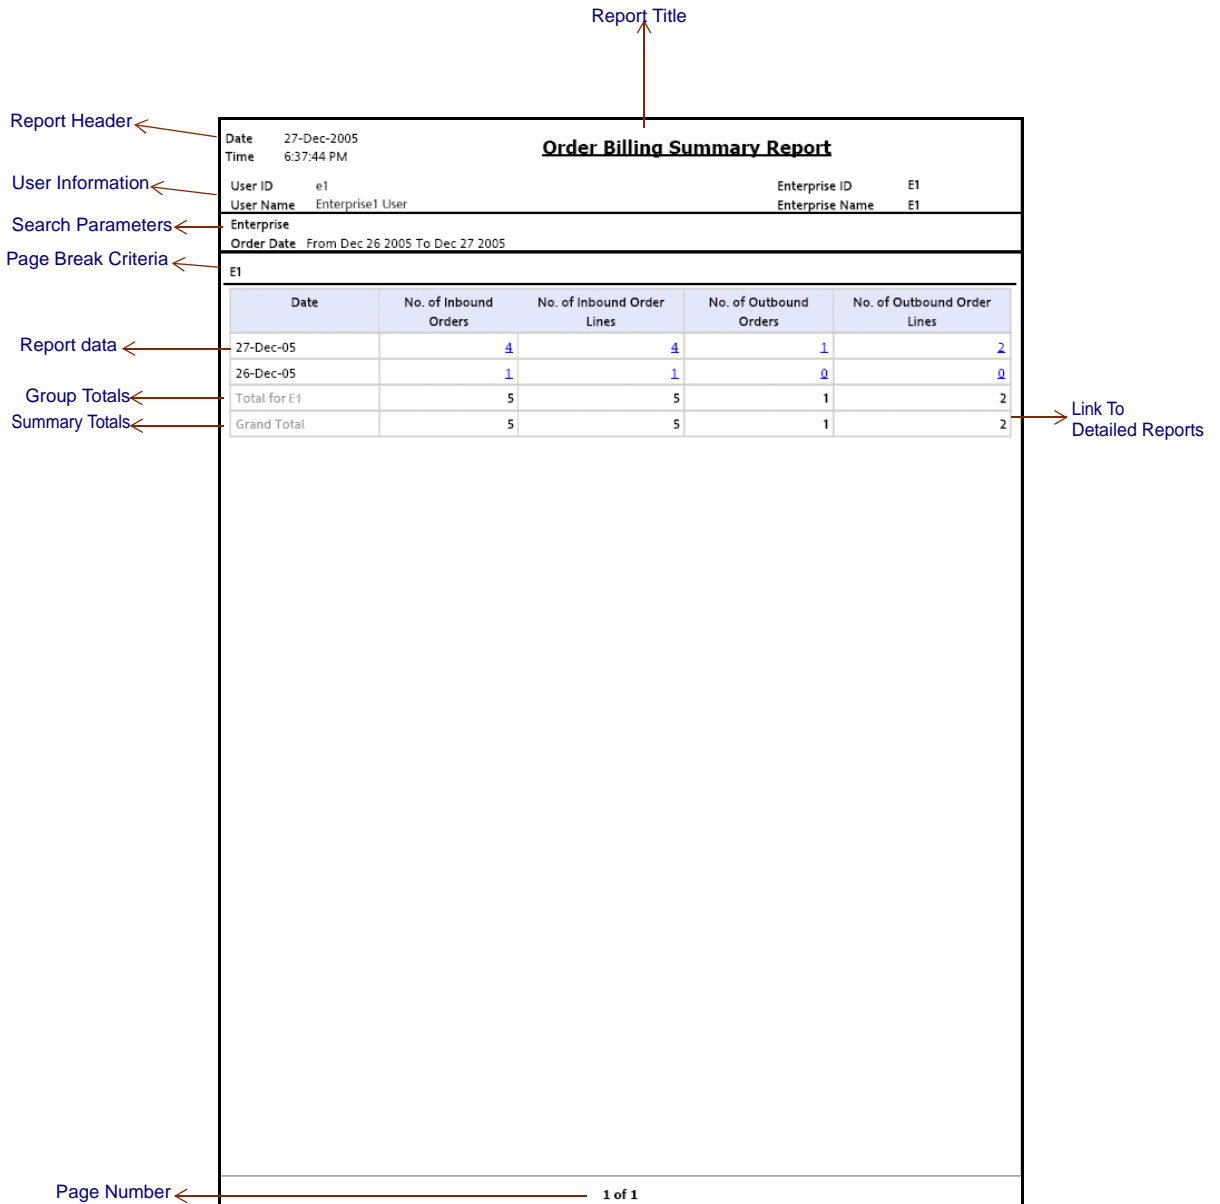 Report Title
Report Header
Date 27-Dec-2005
Order Billing Summary Report
Time 6:37:44 PM
User Information
User ID e1 Enterprise ID E1
User Name Enterprise1 User Enterprise Name E1
Search Parameters
Enterprise
Order Date From Dec 26 2005 To Dec 27 2005
Page Break Criteria
E1
Date No. of Inbound Orders No. of Inbound Order Lines No. of Outbound Orders No. of Outbound Order Lines
Report data
27-Dec-05 4 4 1 2
26-Dec-05 1 1 0 0
Group Totals
Total for E1 5 5 1 2
Summary Totals
Grand Total 5 5 1 2
Link To
Detailed Reports
Page Number
1 of 1